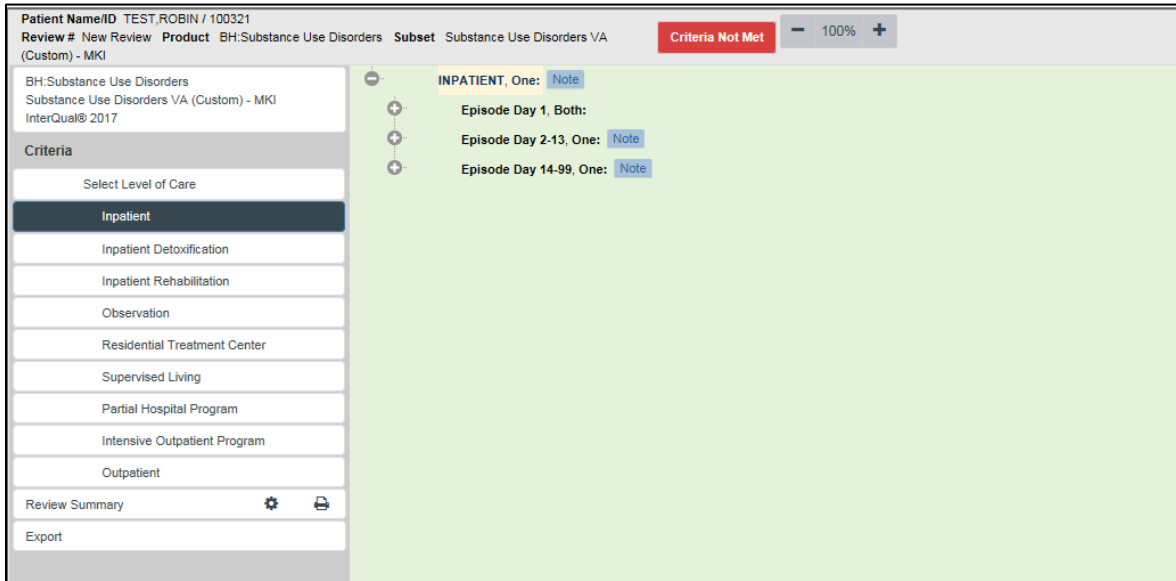 Patient Name/ID TEST,ROBIN / 100321
Review # New Review Product BH:Substance Use Disorders Subset Substance Use Disorders VA
(Custom) - MKI
Criteria Not Met
100%
BH:Substance Use Disorders
Substance Use Disorders VA (Custom) - MKI
InterQual® 2017
Criteria
Select Level of Care
Inpatient
Inpatient Detoxification
Inpatient Rehabilitation
Observation
Residential Treatment Center
Supervised Living
Partial Hospital Program
Intensive Outpatient Program
Outpatient
Review Summary
Export
INPATIENT, One: Note
Episode Day 1, Both:
Episode Day 2-13, One: Note
Episode Day 14-99, One: Note